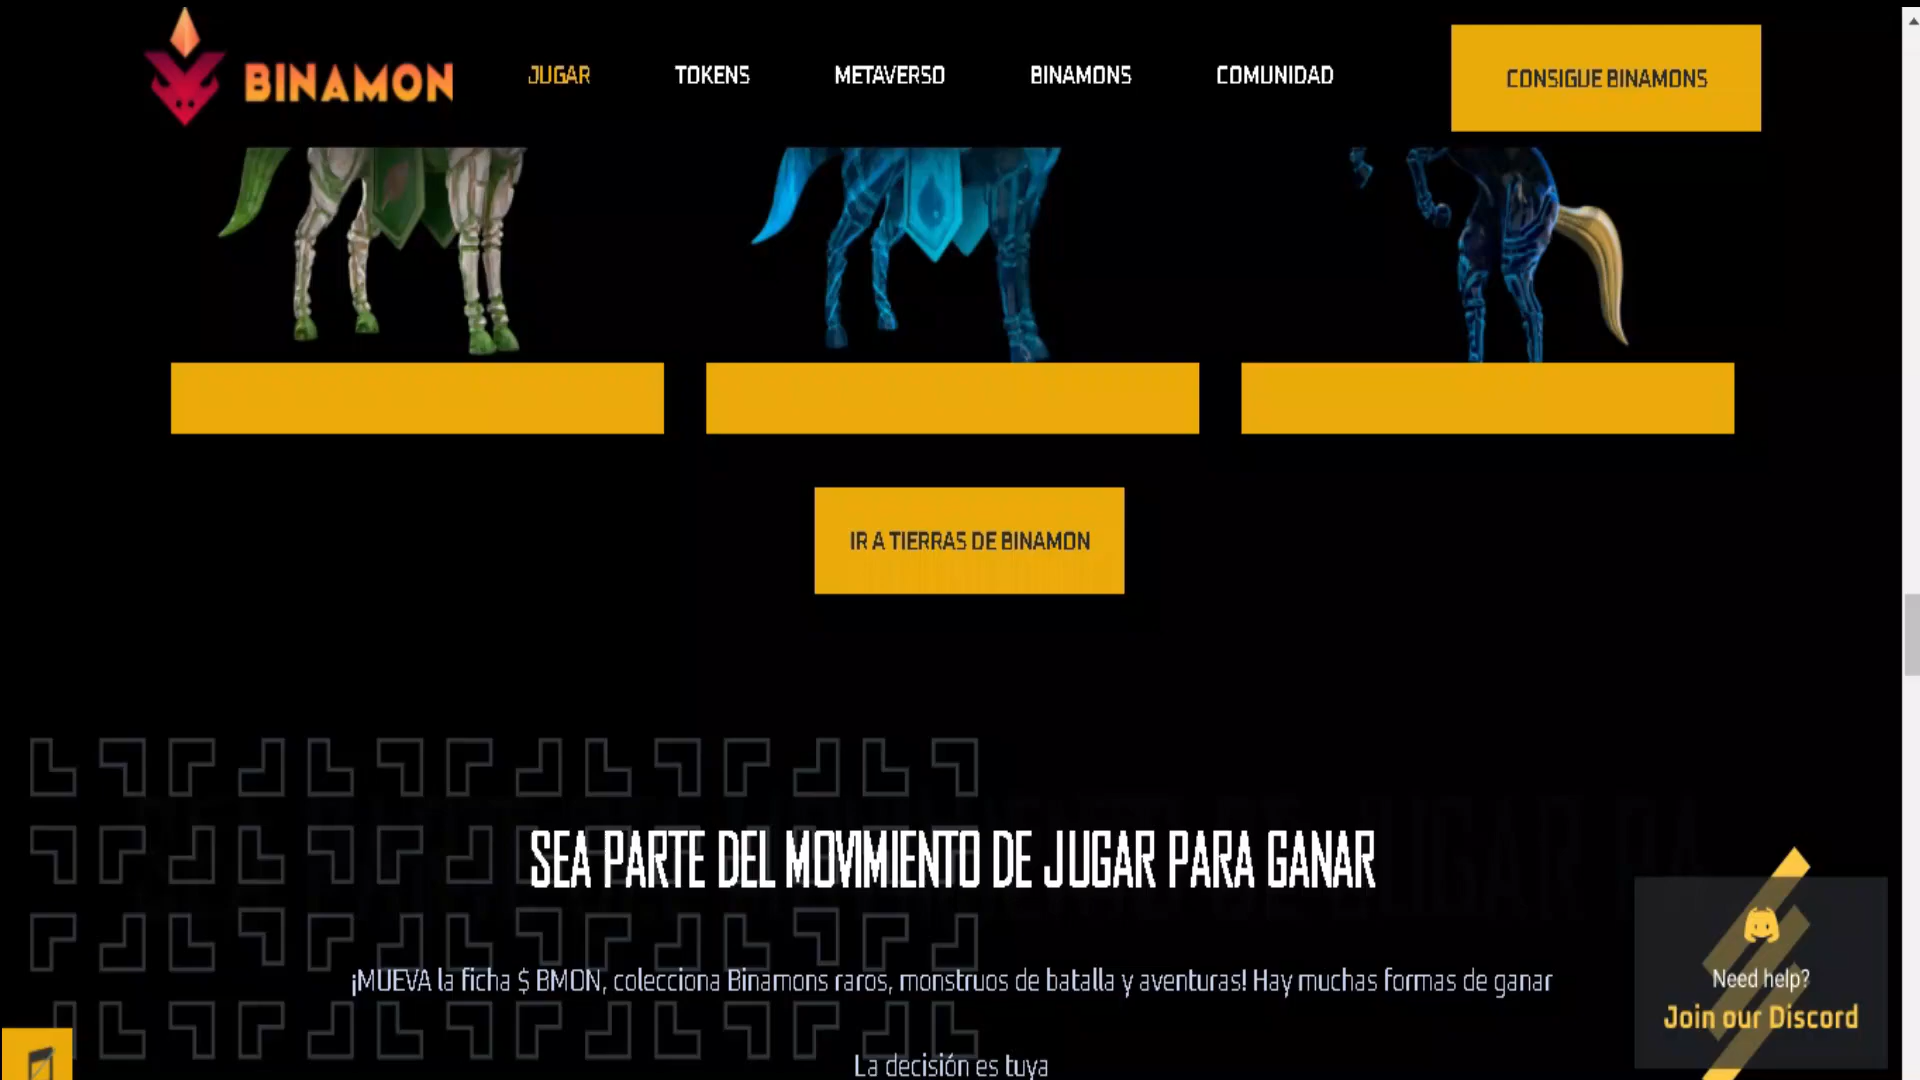 BINAMON
JUGAR
TOKENS
METAVERSO
BINAMONS
COMUNIDAD
CONSIGUE BINAMONS
IR A TIERRAS DE BINAMON
SEA PARTE DEL MOVIMIENTO DE JUGAR PARA GANAR
¡MUEVA la ficha $ BMON, colecciona Binamons raros, monstruos de batalla y aventuras! Hay muchas formas de ganar
La decisión es tuya
Need help?
Join our Discord